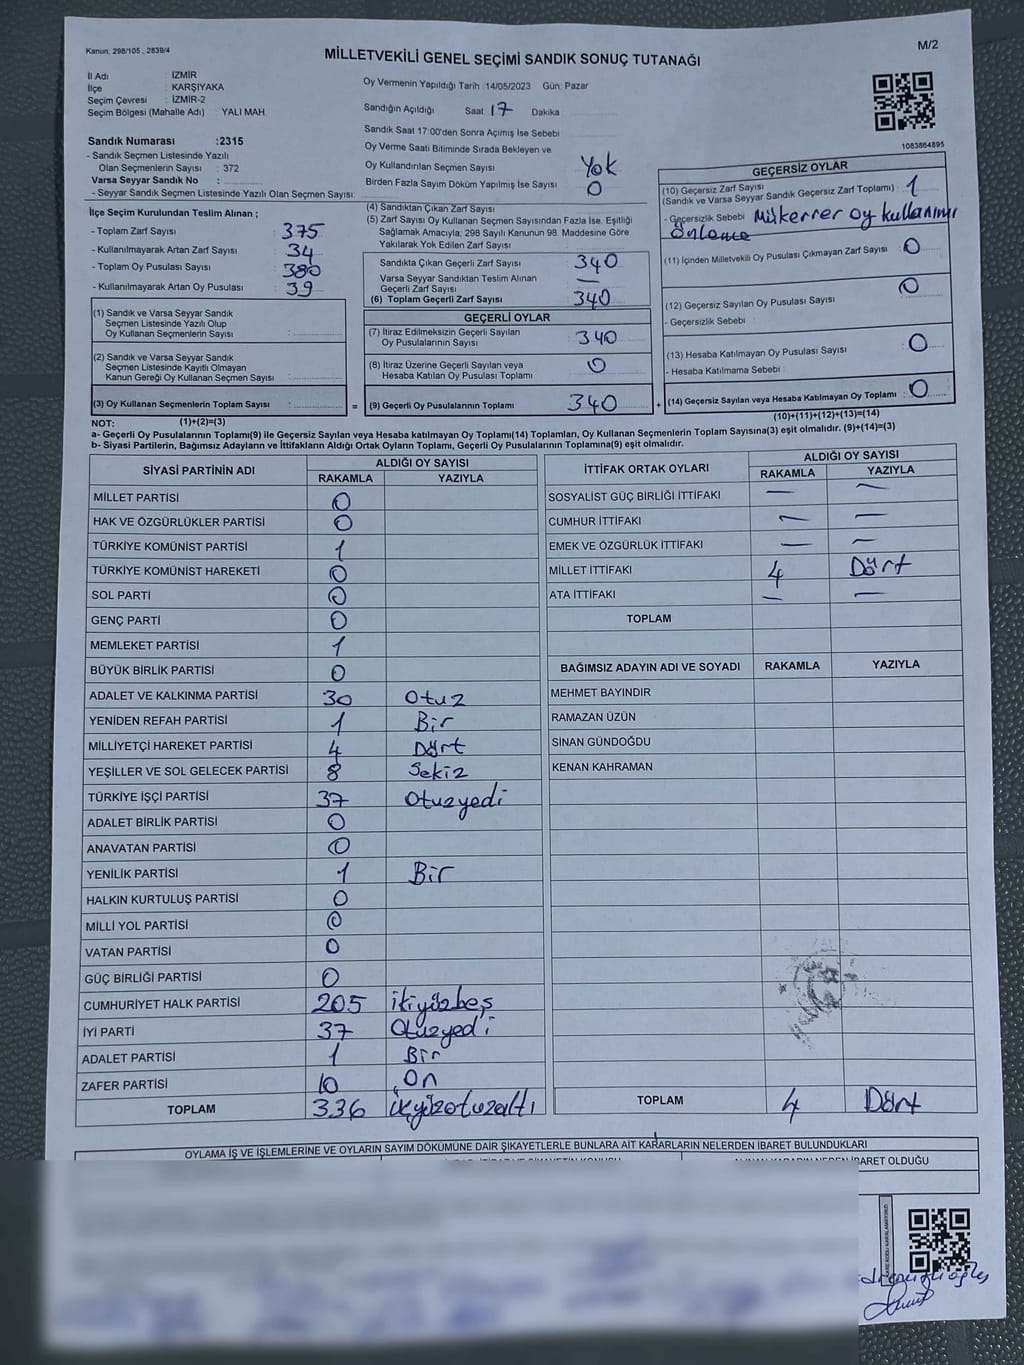 Kanun: 298/105 , 2839/4
MİLLETVEKİLİ GENEL SEÇİMİ SANDIK SONUÇ TUTANAĞI
M/2
İl Adı : İZMİR
İlçe : KARŞIYAKA
Seçim Çevresi : İZMİR-2
Seçim Bölgesi (Mahalle Adı) YALI MAH
Sandık Numarası :2315
- Sandık Seçmen Listesinde Yazılı
Olan Seçmenlerin Sayısı : 372
Varsa Seyyar Sandık No :
- Seyyar Sandık Seçmen Listesinde Yazılı Olan Seçmen Sayısı:
Oy Vermenin Yapıldığı Tarih :14/05/2023 Gün: Pazar
Sandığın Açıldığı Saat 17 Dakika
Sandık Saat 17:00'den Sonra Açımış İse Sebebi
Oy Verme Saati Bitiminde Sırada Bekleyen ve
Oy Kullandırılan Seçmen Sayısı Yok
Birden Fazla Sayım Döküm Yapılmış İse Sayısı 0
1083864895
İlçe Seçim Kurulundan Teslim Alınan ;
- Toplam Zarf Sayısı : 375
- Kullanılmayarak Artan Zarf Sayısı : 34
- Toplam Oy Pusulası Sayısı : 380
- Kullanılmayarak Artan Oy Pusulası : 39
(1) Sandık ve Varsa Seyyar Sandık
Seçmen Listesinde Yazılı Olup
Oy Kullanan Seçmenlerin Sayısı :
(2) Sandık ve Varsa Seyyar Sandık
Seçmen Listesinde Kayıtlı Olmayan
Kanun Gereği Oy Kullanan Seçmen Sayısı :
(3) Oy Kullanan Seçmenlerin Toplam Sayısı :
(1)+(2)=(3)
(4) Sandıktan Çıkan Zarf Sayısı
(5) Zarf Sayısı Oy Kullanan Seçmen Sayısından Fazla İse, Eşitliği
Sağlamak Amacıyla; 298 Sayılı Kanunun 98. Maddesine Göre
Yakılarak Yok Edilen Zarf Sayısı
Sandıkta Çıkan Geçerli Zarf Sayısı 340
Varsa Seyyar Sandıktan Teslim Alınan
Geçerli Zarf Sayısı —
(6) Toplam Geçerli Zarf Sayısı 340
GEÇERLİ OYLAR
(7) İtiraz Edilmeksizin Geçerli Sayılan
Oy Pusulalarının Sayısı 340
(8) İtiraz Üzerine Geçerli Sayılan veya
Hesaba Katılan Oy Pusulası Toplamı 0
= (9) Geçerli Oy Pusulalarının Toplamı 340
GEÇERSİZ OYLAR
(10) Geçersiz Zarf Sayısı
(Sandık ve Varsa Seyyar Sandık Geçersiz Zarf Toplamı) : 1
- Geçersizlik Sebebi Mükerrer oy kullanımı
önleme
(11) İçinden Milletvekili Oy Pusulası Çıkmayan Zarf Sayısı : 0
(12) Geçersiz Sayılan Oy Pusulası Sayısı : 0
- Geçersizlik Sebebi :
(13) Hesaba Katılmayan Oy Pusulası Sayısı : 0
- Hesaba Katılmama Sebebi :
+ (14) Geçersiz Sayılan veya Hesaba Katılmayan Oy Toplamı : 0
(10)+(11)+(12)+(13)=(14)
NOT:
a- Geçerli Oy Pusulalarının Toplamı(9) ile Geçersiz Sayılan veya Hesaba katılmayan Oy Toplamı(14) Toplamları, Oy Kullanan Seçmenlerin Toplam Sayısına(3) eşit olmalıdır. (9)+(14)=(3)
b- Siyasi Partilerin, Bağımsız Adayların ve İttifakların Aldığı Ortak Oyların Toplamı, Geçerli Oy Pusulalarının Toplamına(9) eşit olmalıdır.
SİYASİ PARTİNİN ADI ALDIĞI OY SAYISI
RAKAMLA YAZIYLA
MİLLET PARTİSİ 0
HAK VE ÖZGÜRLÜKLER PARTİSİ 0
TÜRKİYE KOMÜNİST PARTİSİ 1
TÜRKİYE KOMÜNİST HAREKETİ 0
SOL PARTİ 0
GENÇ PARTİ 0
MEMLEKET PARTİSİ 1
BÜYÜK BİRLİK PARTİSİ 0
ADALET VE KALKINMA PARTİSİ 30 Otuz
YENİDEN REFAH PARTİSİ 1 Bir
MİLLİYETÇİ HAREKET PARTİSİ 4 Dört
YEŞİLLER VE SOL GELECEK PARTİSİ 8 Sekiz
TÜRKİYE İŞÇİ PARTİSİ 37 Otuzyedi
ADALET BİRLİK PARTİSİ 0
ANAVATAN PARTİSİ 0
YENİLİK PARTİSİ 1 Bir
HALKIN KURTULUŞ PARTİSİ 0
MİLLİ YOL PARTİSİ 0
VATAN PARTİSİ 0
GÜÇ BİRLİĞİ PARTİSİ 0
CUMHURİYET HALK PARTİSİ 205 ikiyüzbeş
İYİ PARTİ 37 Otuzyedi
ADALET PARTİSİ 1 Bir
ZAFER PARTİSİ 10 On
TOPLAM 336 üçyüzotuzaltı
İTTİFAK ORTAK OYLARI ALDIĞI OY SAYISI
RAKAMLA YAZIYLA
SOSYALİST GÜÇ BİRLİĞİ İTTİFAKI — —
CUMHUR İTTİFAKI — —
EMEK VE ÖZGÜRLÜK İTTİFAKI — —
MİLLET İTTİFAKI 4 Dört
ATA İTTİFAKI — —
TOPLAM
BAĞIMSIZ ADAYIN ADI VE SOYADI RAKAMLA YAZIYLA
MEHMET BAYINDIR
RAMAZAN ÜZÜN
SİNAN GÜNDOĞDU
KENAN KAHRAMAN
TOPLAM 4 Dört
OYLAMA İŞ VE İŞLEMLERİNE VE OYLARIN SAYIM DÖKÜMÜNE DAİR ŞİKAYETLERLE BUNLARA AİT KARARLARIN NELERDEN İBARET BULUNDUKLARI
İBARET OLDUĞU